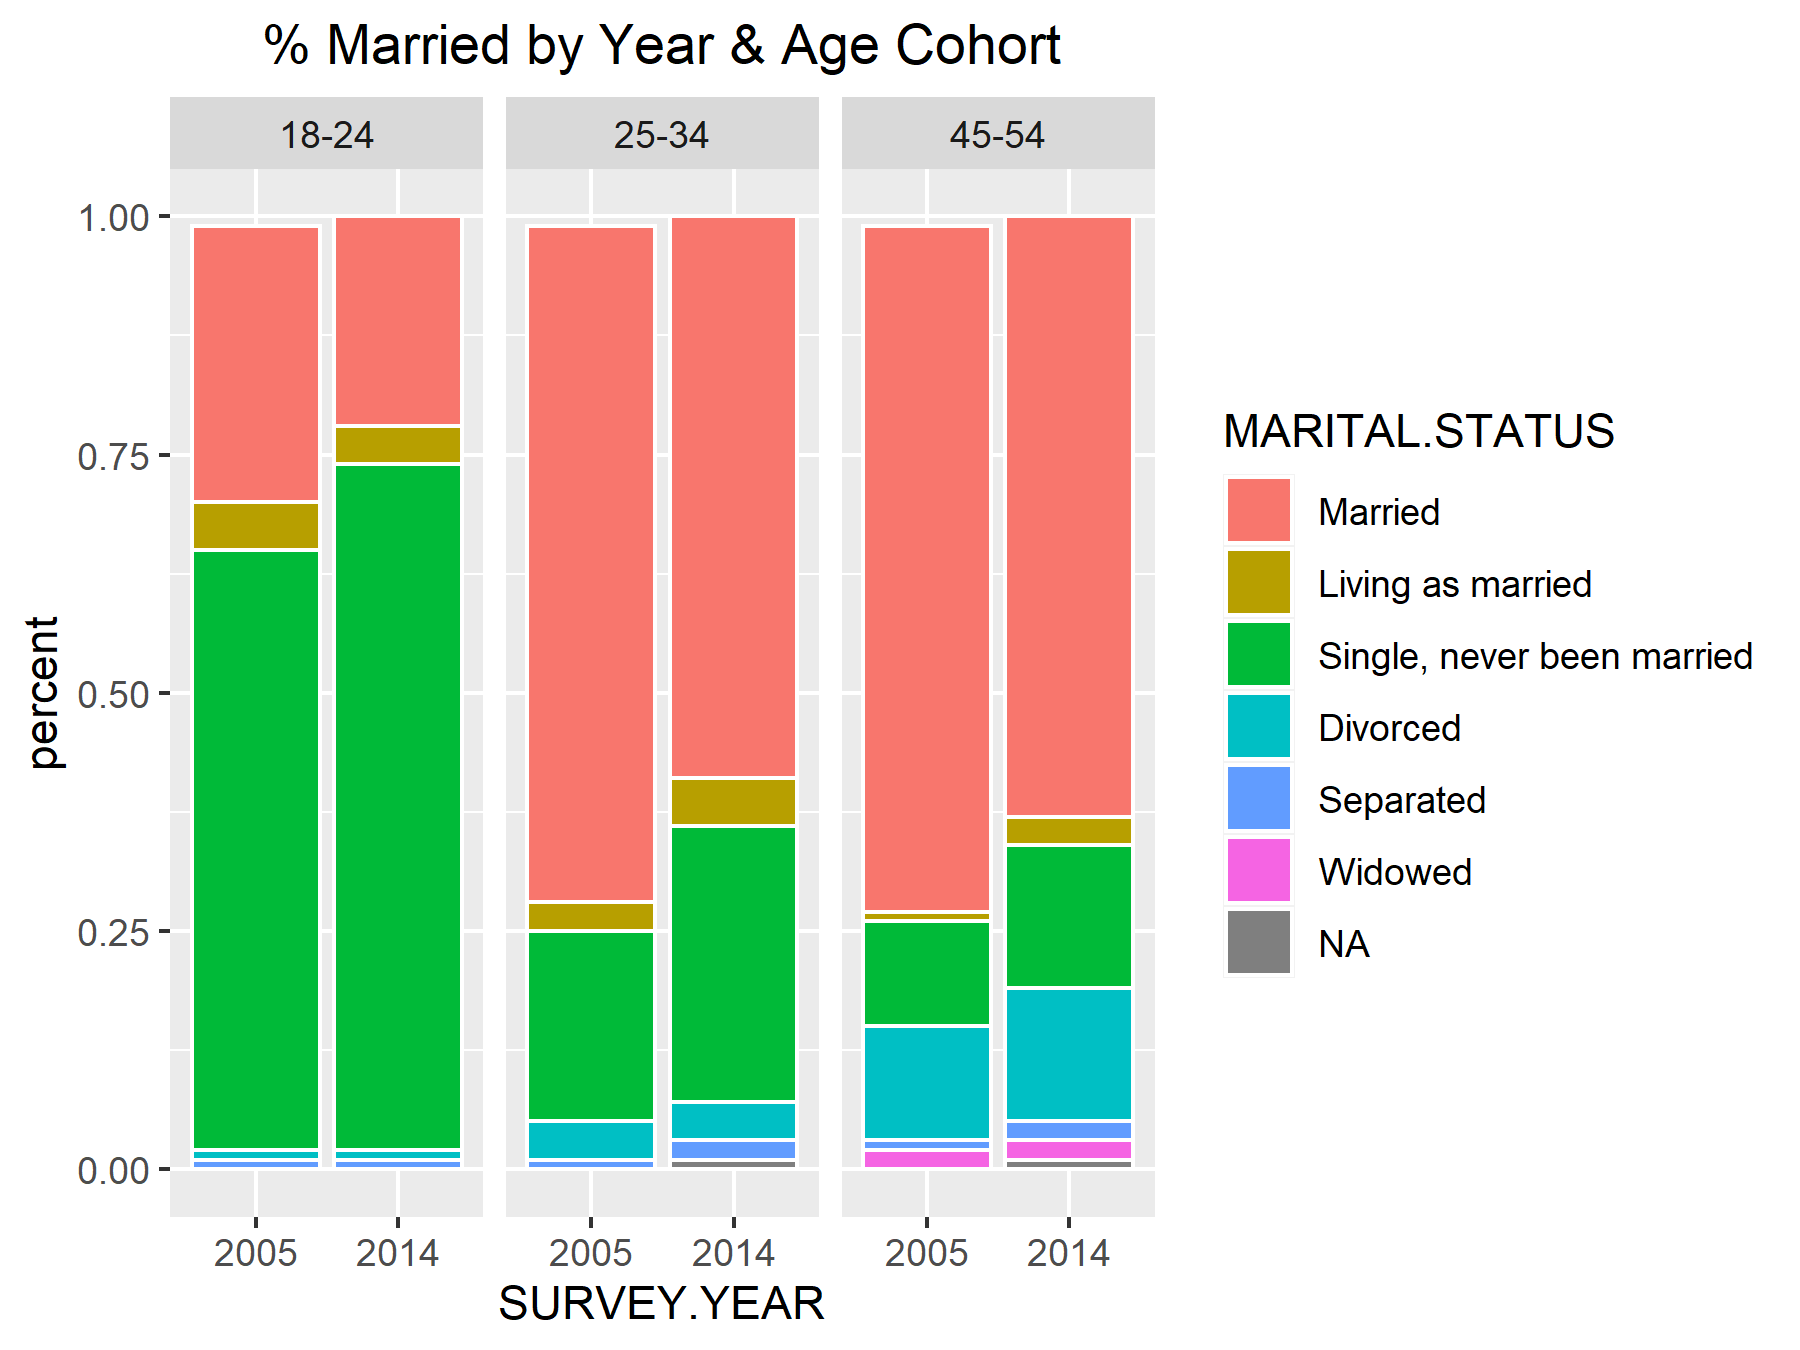 % Married by Year & Age Cohort
18-24 25-34 45-54
1.00
0.75
0.50
0.25
0.00
percent
2005 2014 2005 2014 2005 2014
SURVEY.YEAR
MARITAL.STATUS
Married
Living as married
Single, never been married
Divorced
Separated
Widowed
NA